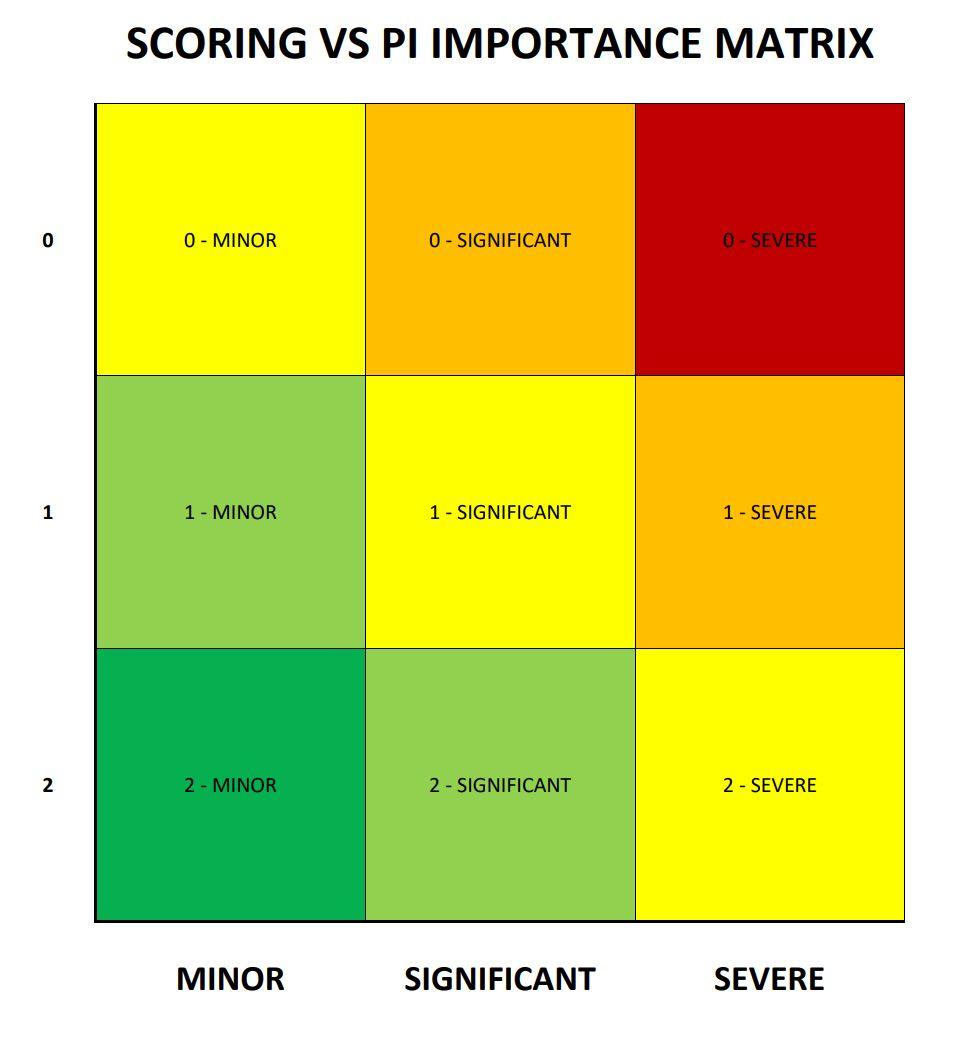 SCORING VS PI IMPORTANCE MATRIX
0
0 - MINOR
0 - SIGNIFICANT
0 - SEVERE
1
1 - MINOR
1 - SIGNIFICANT
1 - SEVERE
2
2 - MINOR
2 - SIGNIFICANT
2 - SEVERE
MINOR
SIGNIFICANT
SEVERE